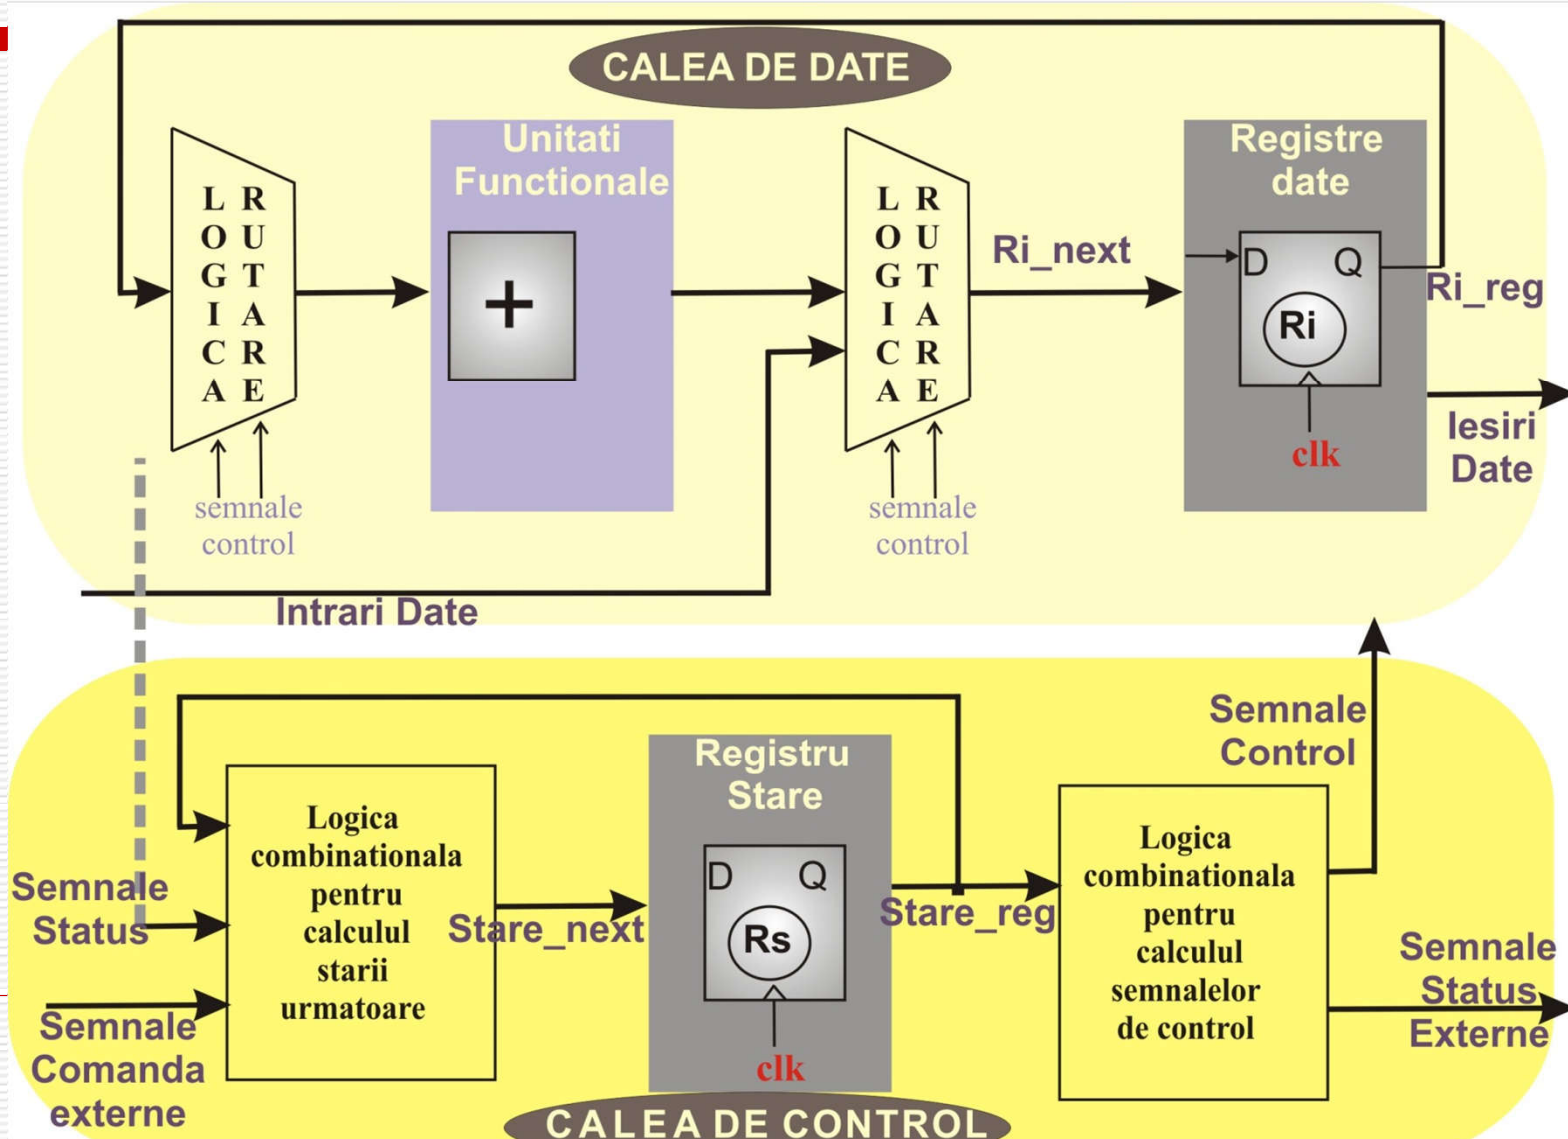 CALEA DE DATE
Unitati
Functionale
Registre
date
L R
O U
G T
I A
C R
A E
+
L R
O U
G T
I A
C R
A E
Ri_next
D Q
Ri
Ri_reg
clk
Iesiri
Date
semnale
control
semnale
control
Intrari Date
Semnale
Control
Registru
Stare
Logica
combinationala
pentru
calculul
starii
urmatoare
Semnale
Status
Stare_next
D Q
Rs
clk
Stare_reg
Logica
combinationala
pentru
calculul
semnalelor
de control
Semnale
Status
Externe
Semnale
Comanda
externe
CALEA DE CONTROL